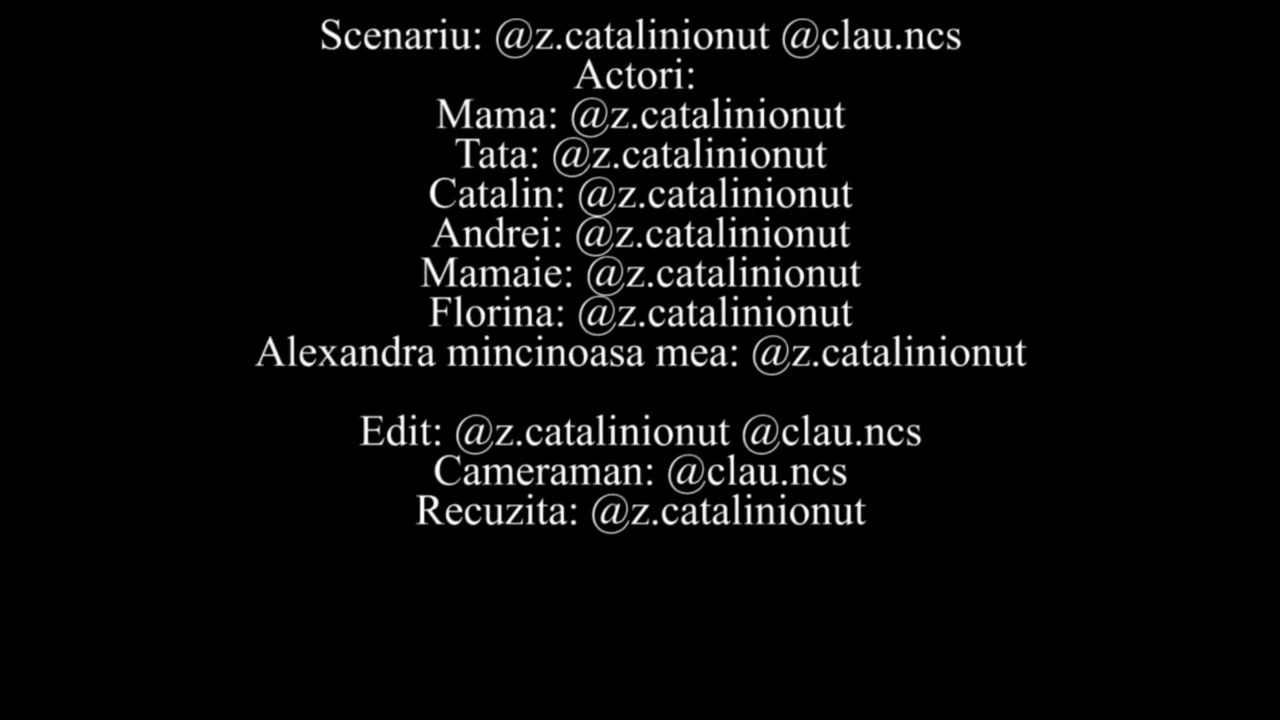 Scenariu: @z.catalinionut @clau.ncs
Actori:
Mama: @z.catalinionut
Tata: @z.catalinionut
Catalin: @z.catalinionut
Andrei: @z.catalinionut
Mamaie: @z.catalinionut
Florina: @z.catalinionut
Alexandra mincinoasa mea: @z.catalinionut
Edit: @z.catalinionut @clau.ncs
Cameraman: @clau.ncs
Recuzita: @z.catalinionut